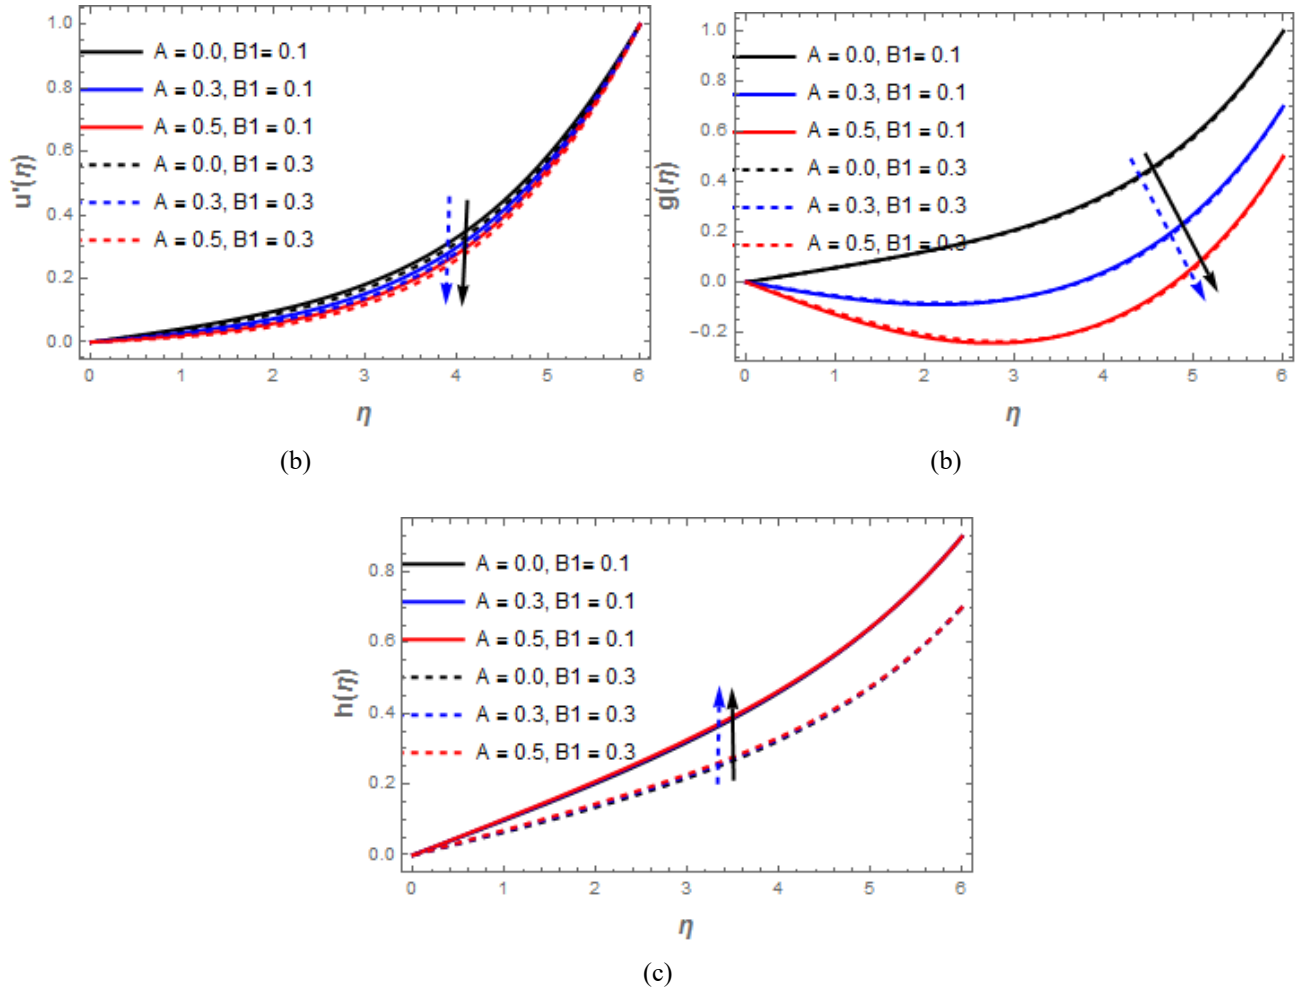 1.0
0.8
0.6
0.4
0.2
0.0
u'(η)
A = 0.0, B1= 0.1
A = 0.3, B1 = 0.1
A = 0.5, B1 = 0.1
A = 0.0, B1 = 0.3
A = 0.3, B1 = 0.3
A = 0.5, B1 = 0.3
0 1 2 3 4 5 6
η
(b)
1.0
0.8
0.6
0.4
0.2
0.0
-0.2
g(η)
A = 0.0, B1= 0.1
A = 0.3, B1 = 0.1
A = 0.5, B1 = 0.1
A = 0.0, B1 = 0.3
A = 0.3, B1 = 0.3
A = 0.5, B1 = 0.3
0 1 2 3 4 5 6
η
(b)
0.8
0.6
0.4
0.2
0.0
h(η)
A = 0.0, B1= 0.1
A = 0.3, B1 = 0.1
A = 0.5, B1 = 0.1
A = 0.0, B1 = 0.3
A = 0.3, B1 = 0.3
A = 0.5, B1 = 0.3
0 1 2 3 4 5 6
η
(c)